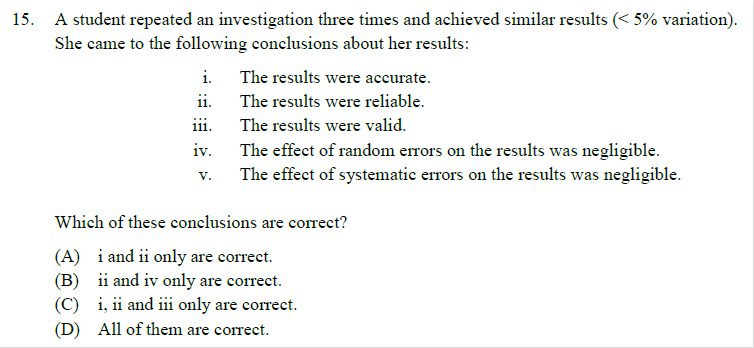 15. A student repeated an investigation three times and achieved similar results (< 5% variation).
She came to the following conclusions about her results:
i. The results were accurate.
ii. The results were reliable.
iii. The results were valid.
iv. The effect of random errors on the results was negligible.
v. The effect of systematic errors on the results was negligible.
Which of these conclusions are correct?
(A) i and ii only are correct.
(B) ii and iv only are correct.
(C) i, ii and iii only are correct.
(D) All of them are correct.